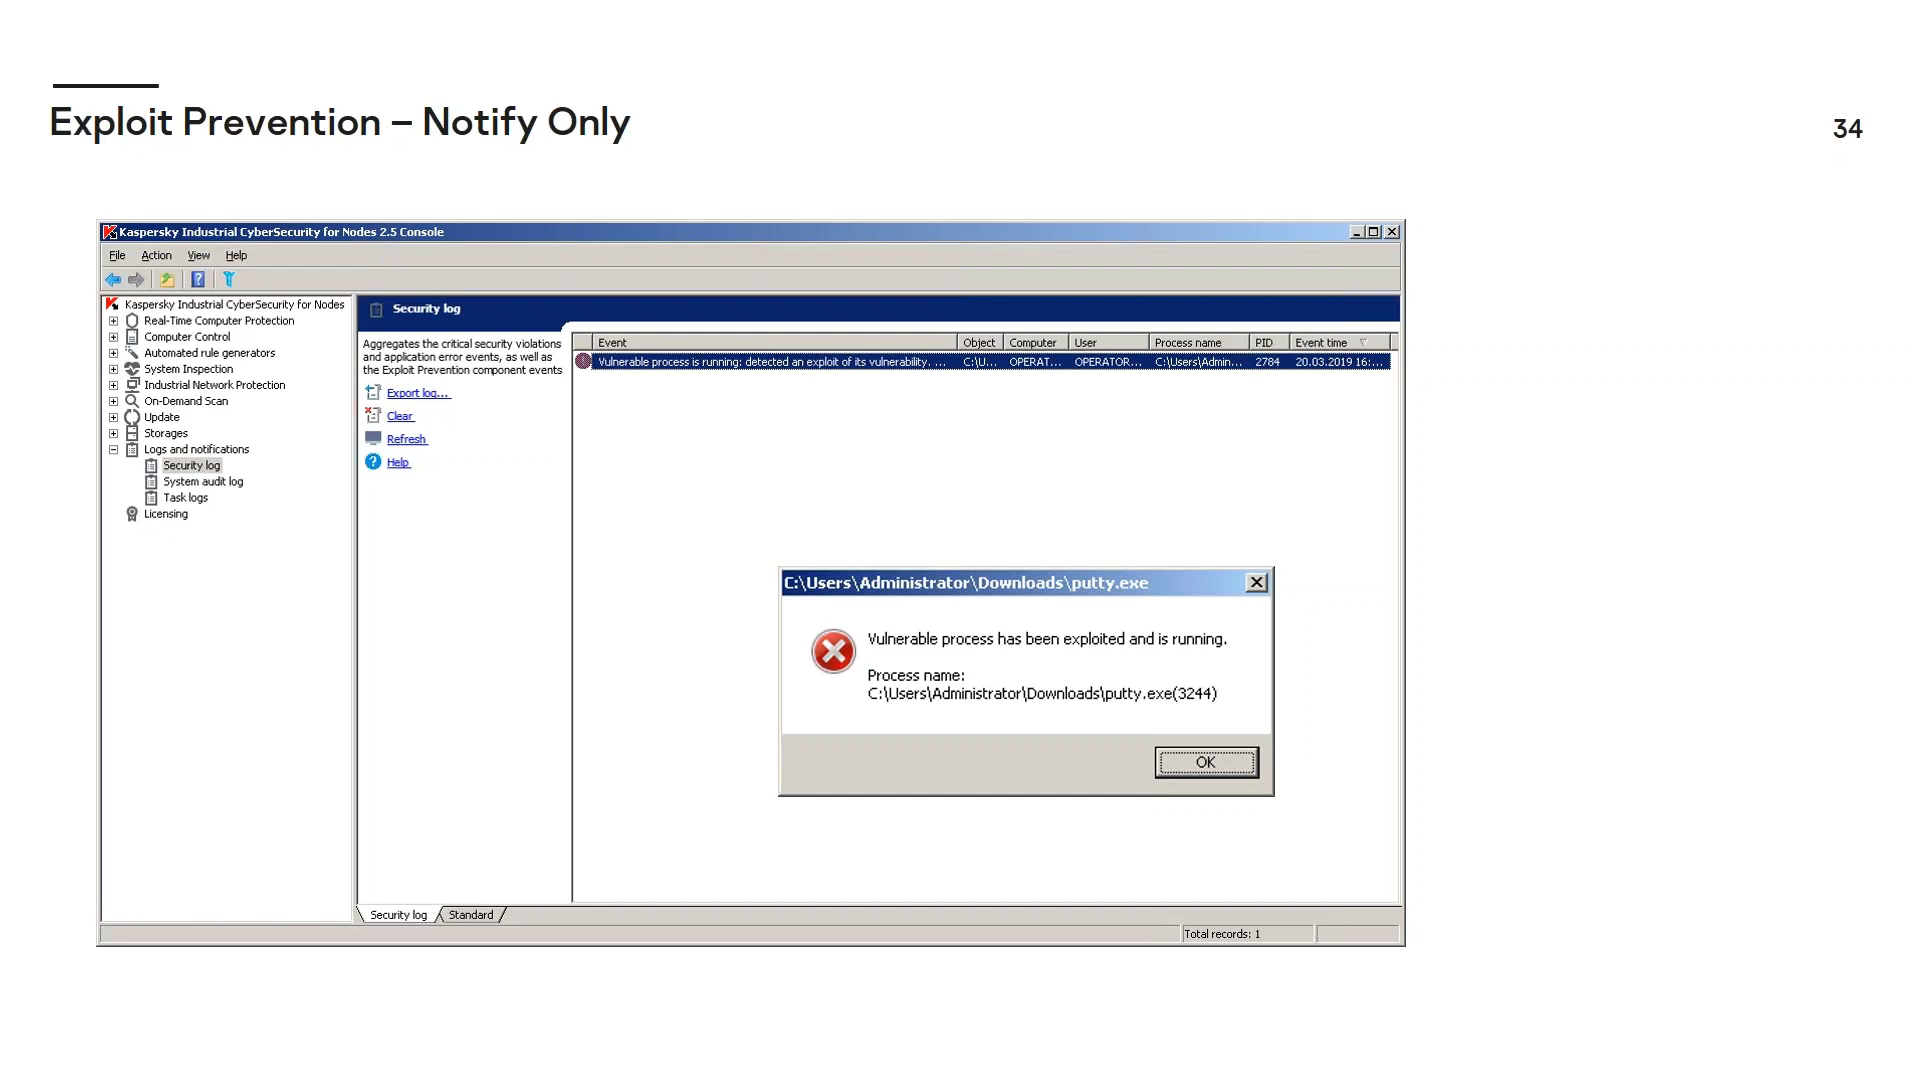 Exploit Prevention – Notify Only
34
Kaspersky Industrial CyberSecurity for Nodes 2.5 Console
File Action View Help
Kaspersky Industrial CyberSecurity for Nodes
Real-Time Computer Protection
Computer Control
Automated rule generators
System Inspection
Industrial Network Protection
On-Demand Scan
Update
Storages
Logs and notifications
Security log
System audit log
Task logs
Licensing
Security log
Aggregates the critical security violations
and application error events, as well as
the Exploit Prevention component events
Export log...
Clear
Refresh
Help
Event Object Computer User Process name PID Event time
Vulnerable process is running: detected an exploit of its vulnerability. ... C:\U... OPERAT... OPERATOR... C:\Users\Admin... 2784 20.03.2019 16:...
C:\Users\Administrator\Downloads\putty.exe
Vulnerable process has been exploited and is running.
Process name:
C:\Users\Administrator\Downloads\putty.exe(3244)
OK
Security log Standard
Total records: 1